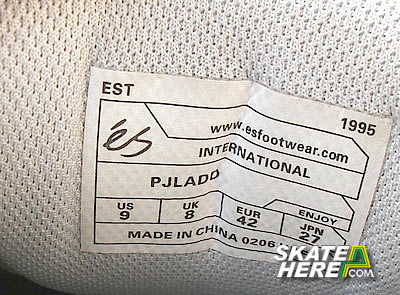 EST 1995
és
www.esfootwear.com
INTERNATIONAL
PJLADD
US UK EUR ENJOY JPN
9 8 42 27
MADE IN CHINA 0206
SKATE
HERE.COM